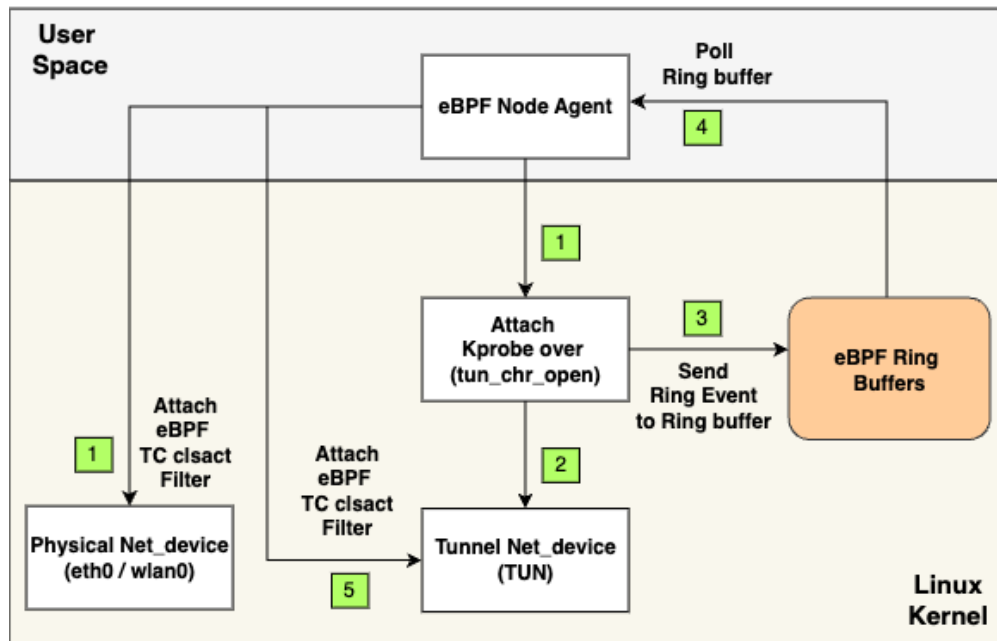 User
Space
Poll
Ring buffer
eBPF Node Agent
4
1
Attach
Kprobe over
(tun_chr_open)
3
Send
Ring Event
to Ring buffer
eBPF Ring
Buffers
Attach
eBPF
TC clsact
Filter
1
Attach
eBPF
TC clsact
Filter
2
Physical Net_device
(eth0 / wlan0)
5
Tunnel Net_device
(TUN)
Linux
Kernel